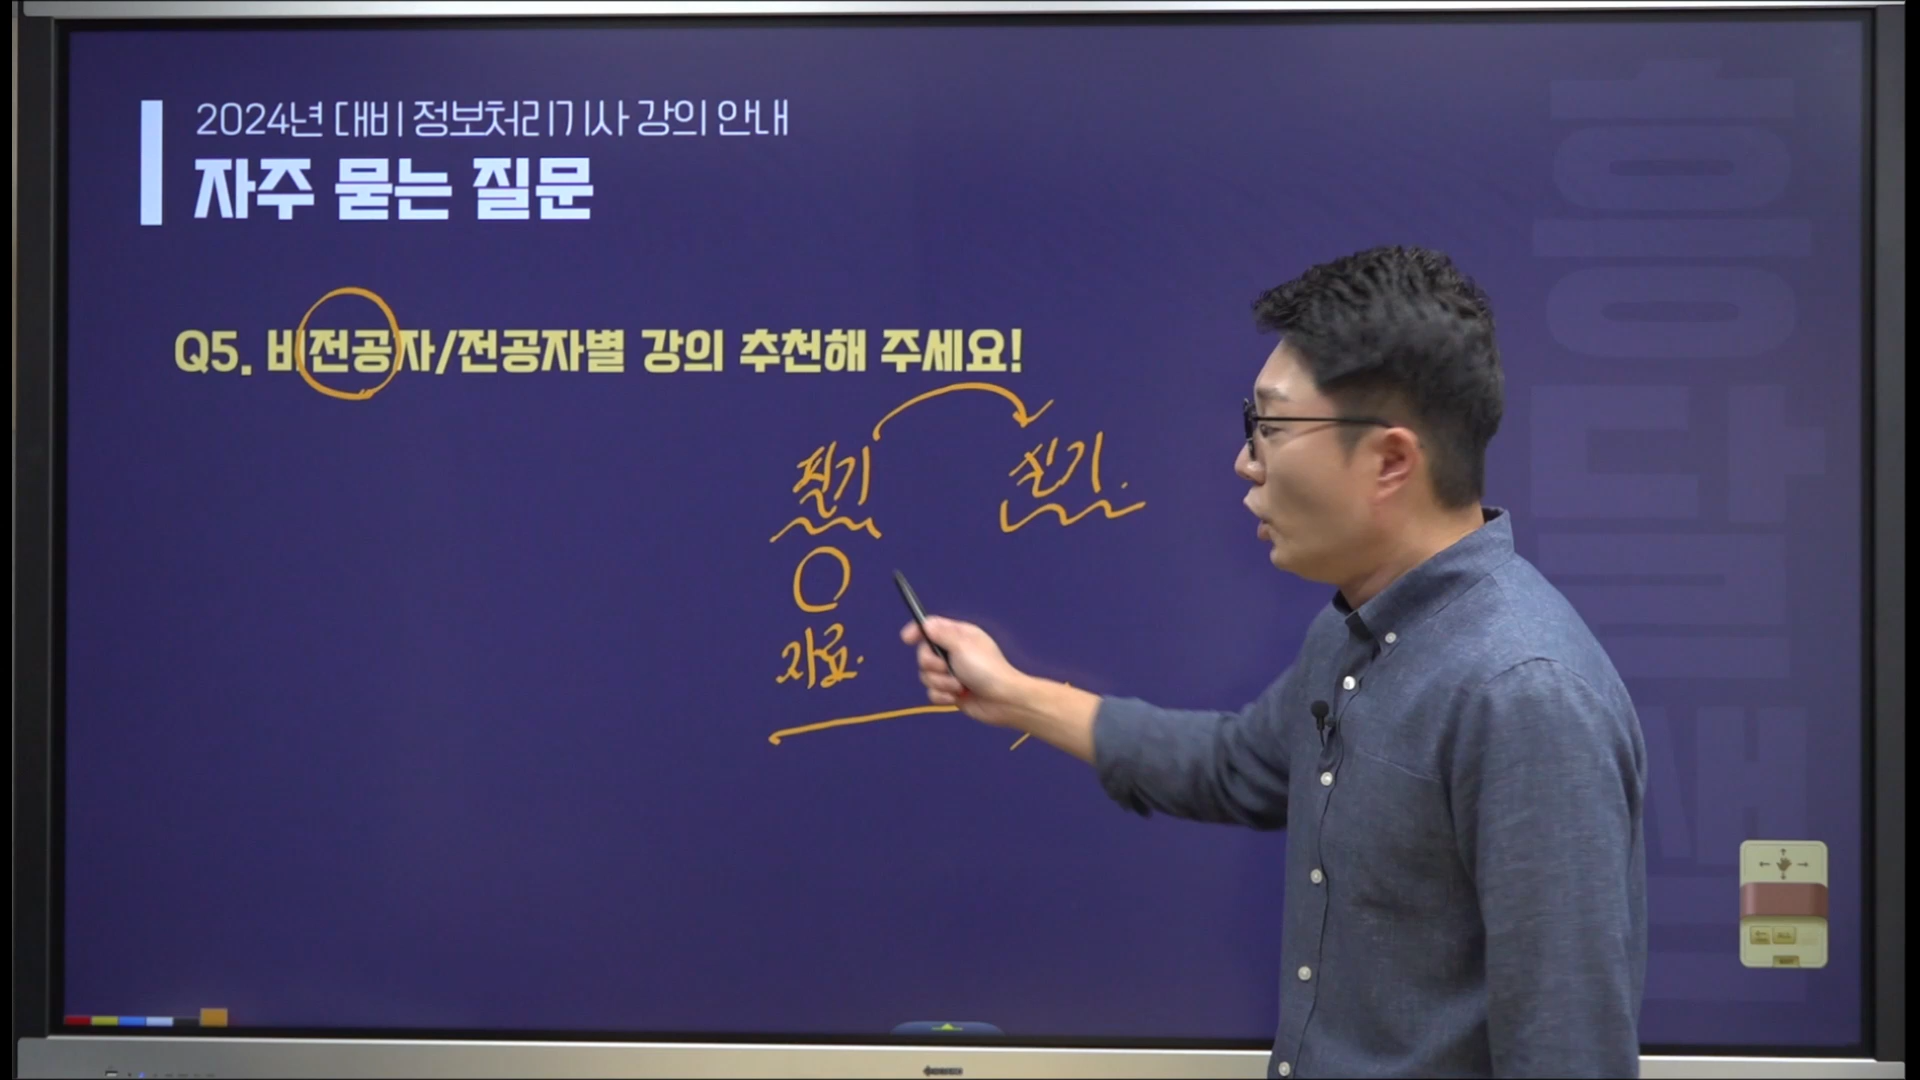 2024년 대비 정보처리기사 강의 안내
자주 묻는 질문
Q5. 비전공자/전공자별 강의 추천해 주세요!
필기 실기.
자료.